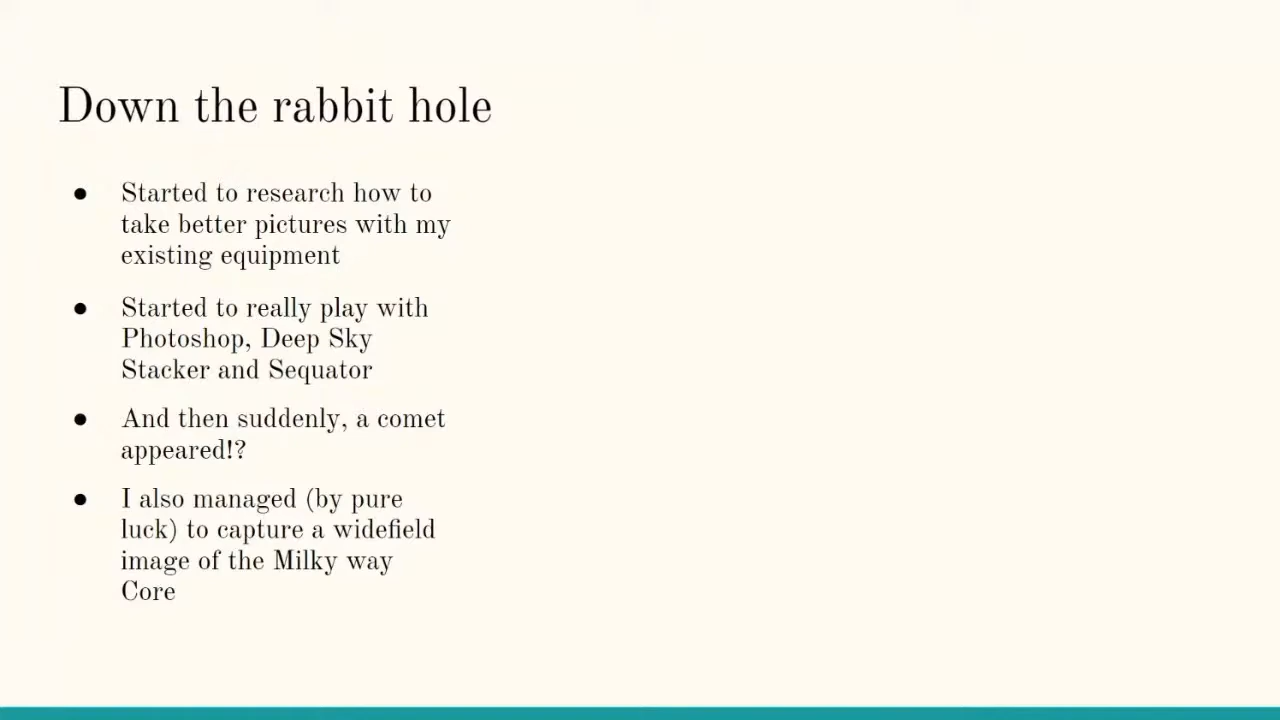 Down the rabbit hole
● Started to research how to
take better pictures with my
existing equipment
● Started to really play with
Photoshop, Deep Sky
Stacker and Sequator
● And then suddenly, a comet
appeared!?
● I also managed (by pure
luck) to capture a widefield
image of the Milky way
Core